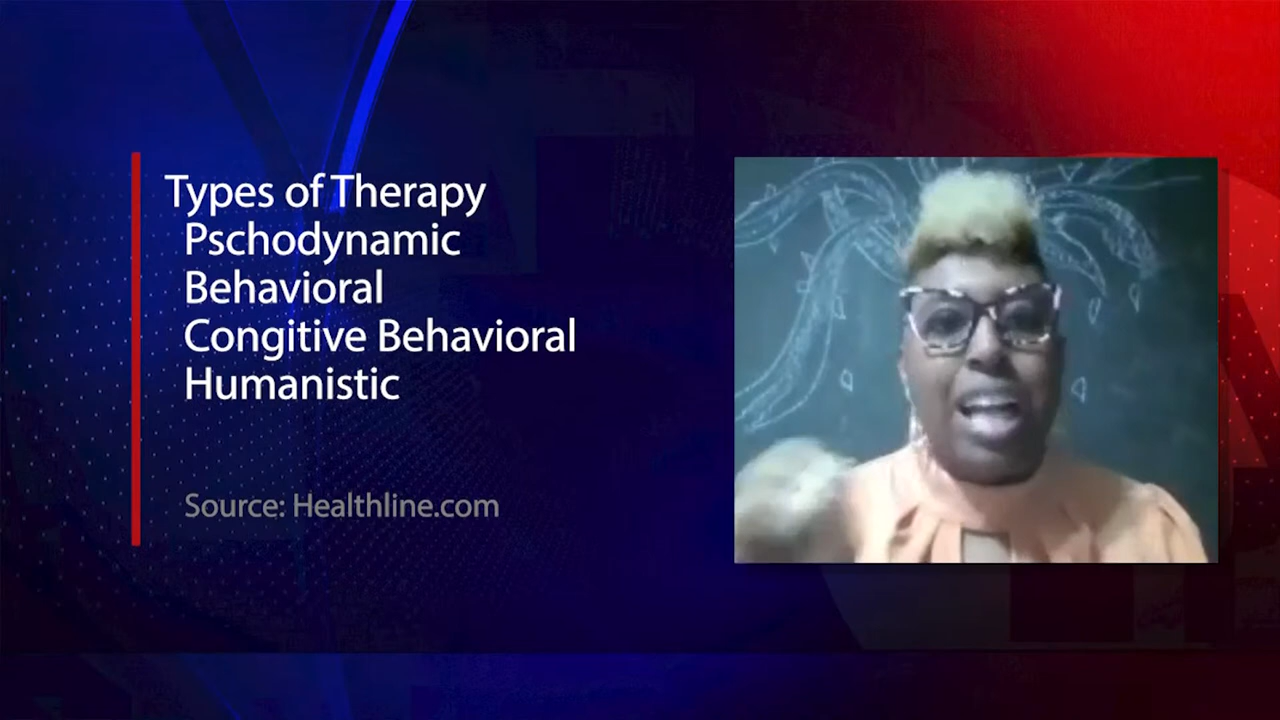 Types of Therapy
Pschodynamic
Behavioral
Congitive Behavioral
Humanistic
Source: Healthline.com